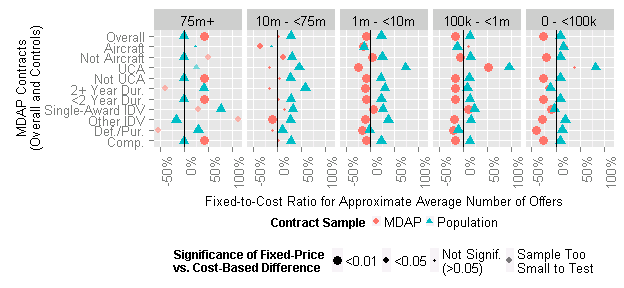 75m+
10m - <75m
1m - <10m
100k - <1m
0 - <100k
MDAP Contracts
(Overall and Controls)
Overall
Aircraft
Not Aircraft
UCA
Not UCA
2+ Year Dur.
<2 Year Dur.
Single-Award IDV
Other IDV
Def./Pur.
Comp.
-50% 0% 50% 100%
-50% 0% 50% 100%
-50% 0% 50% 100%
-50% 0% 50% 100%
-50% 0% 50% 100%
Fixed-to-Cost Ratio for Approximate Average Number of Offers
Contract Sample MDAP Population
Significance of Fixed-Price
vs. Cost-Based Difference
<0.01
<0.05
Not Signif.
(>0.05)
Sample Too
Small to Test